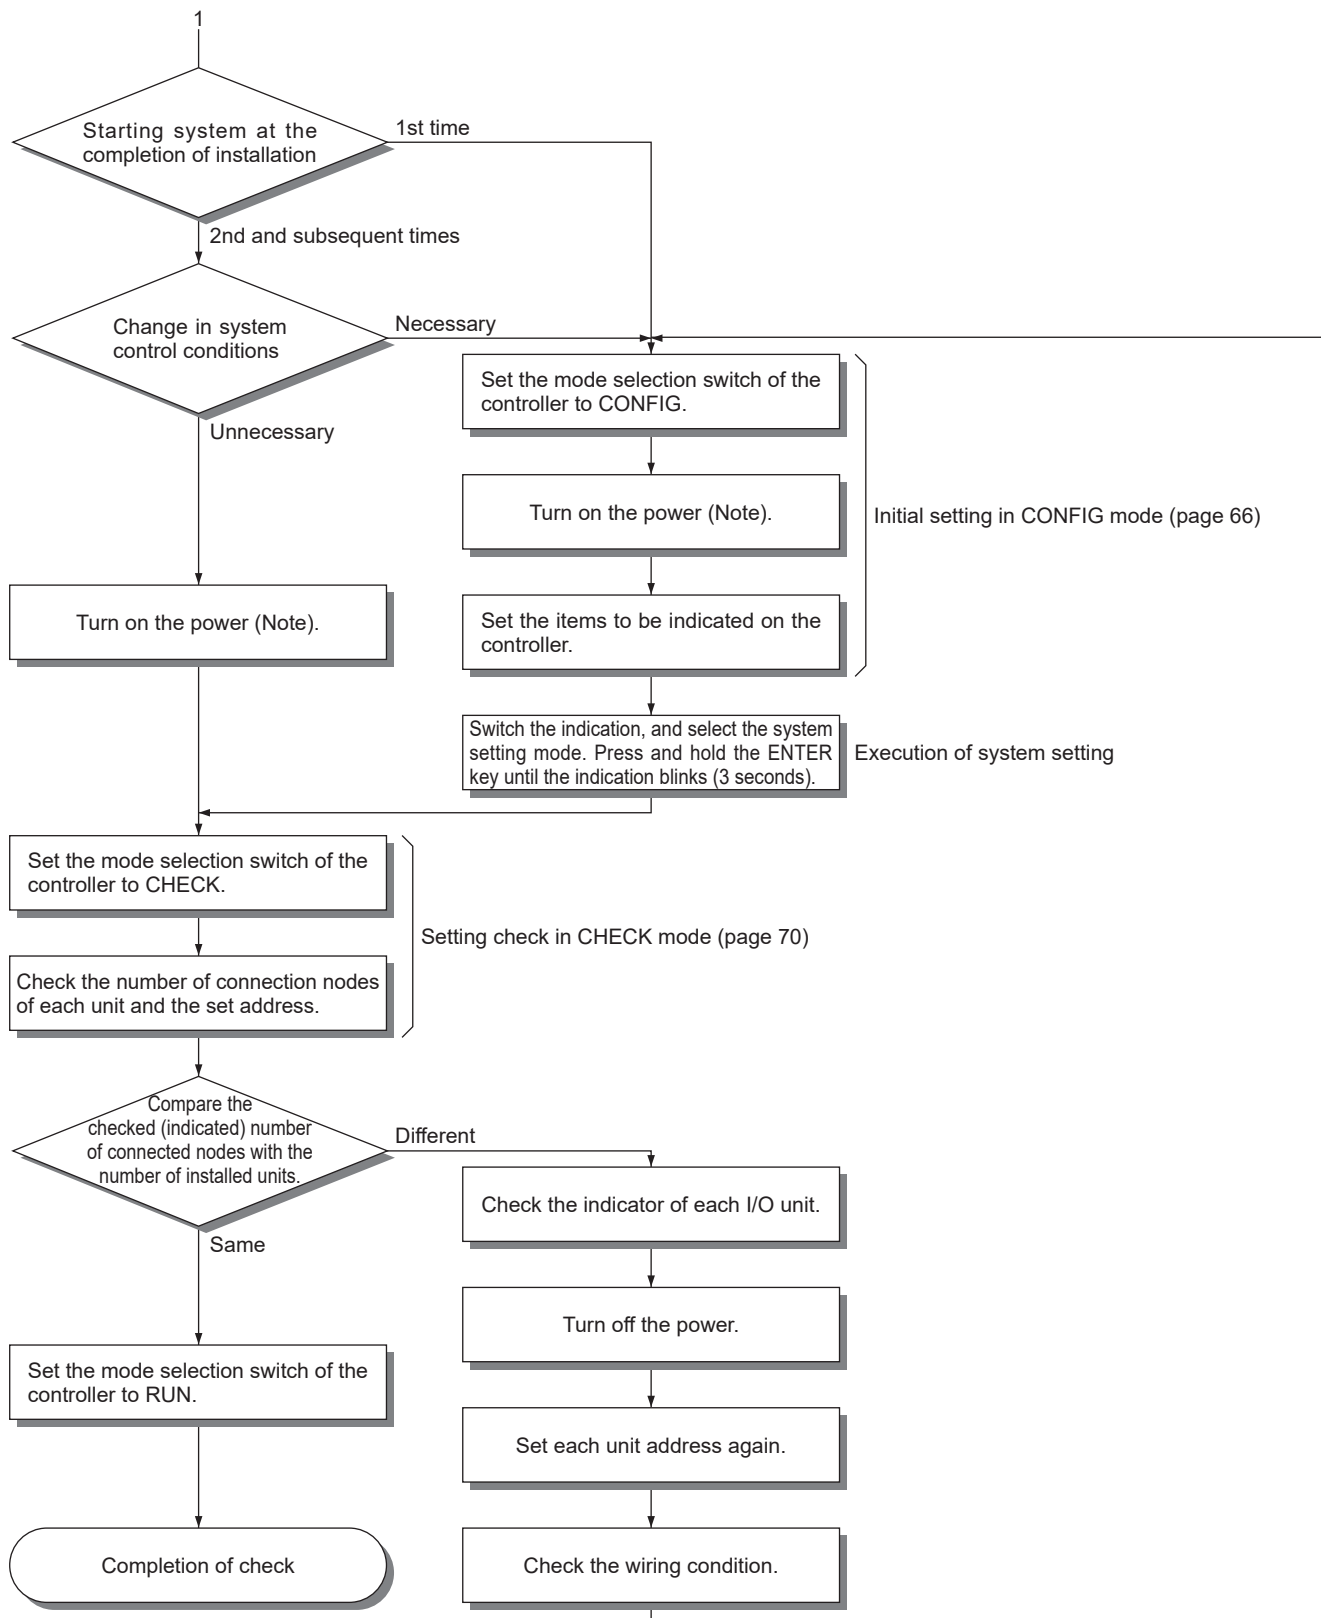 1
Starting system at the
completion of installation
1st time
2nd and subsequent times
Change in system
control conditions
Necessary
Unnecessary
Set the mode selection switch of the
controller to CONFIG.
Turn on the power (Note).
Initial setting in CONFIG mode (page 66)
Set the items to be indicated on the
controller.
Turn on the power (Note).
Switch the indication, and select the system
setting mode. Press and hold the ENTER
key until the indication blinks (3 seconds).
Execution of system setting
Set the mode selection switch of the
controller to CHECK.
Setting check in CHECK mode (page 70)
Check the number of connection nodes
of each unit and the set address.
Compare the
checked (indicated) number
of connected nodes with the
number of installed units.
Different
Same
Check the indicator of each I/O unit.
Turn off the power.
Set the mode selection switch of the
controller to RUN.
Set each unit address again.
Completion of check
Check the wiring condition.